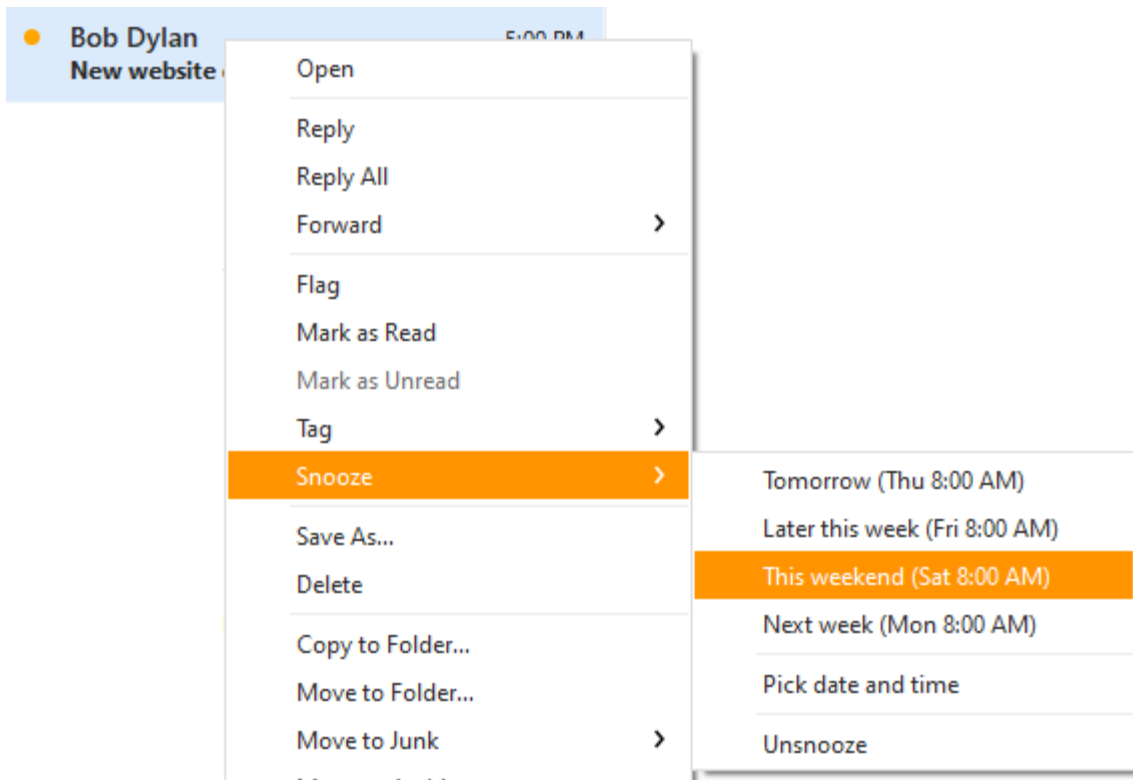 Bob Dylan 5:00 PM
New website
Open
Reply
Reply All
Forward
Flag
Mark as Read
Mark as Unread
Tag
Snooze
Tomorrow (Thu 8:00 AM)
Later this week (Fri 8:00 AM)
This weekend (Sat 8:00 AM)
Next week (Mon 8:00 AM)
Pick date and time
Unsnooze
Save As...
Delete
Copy to Folder...
Move to Folder...
Move to Junk